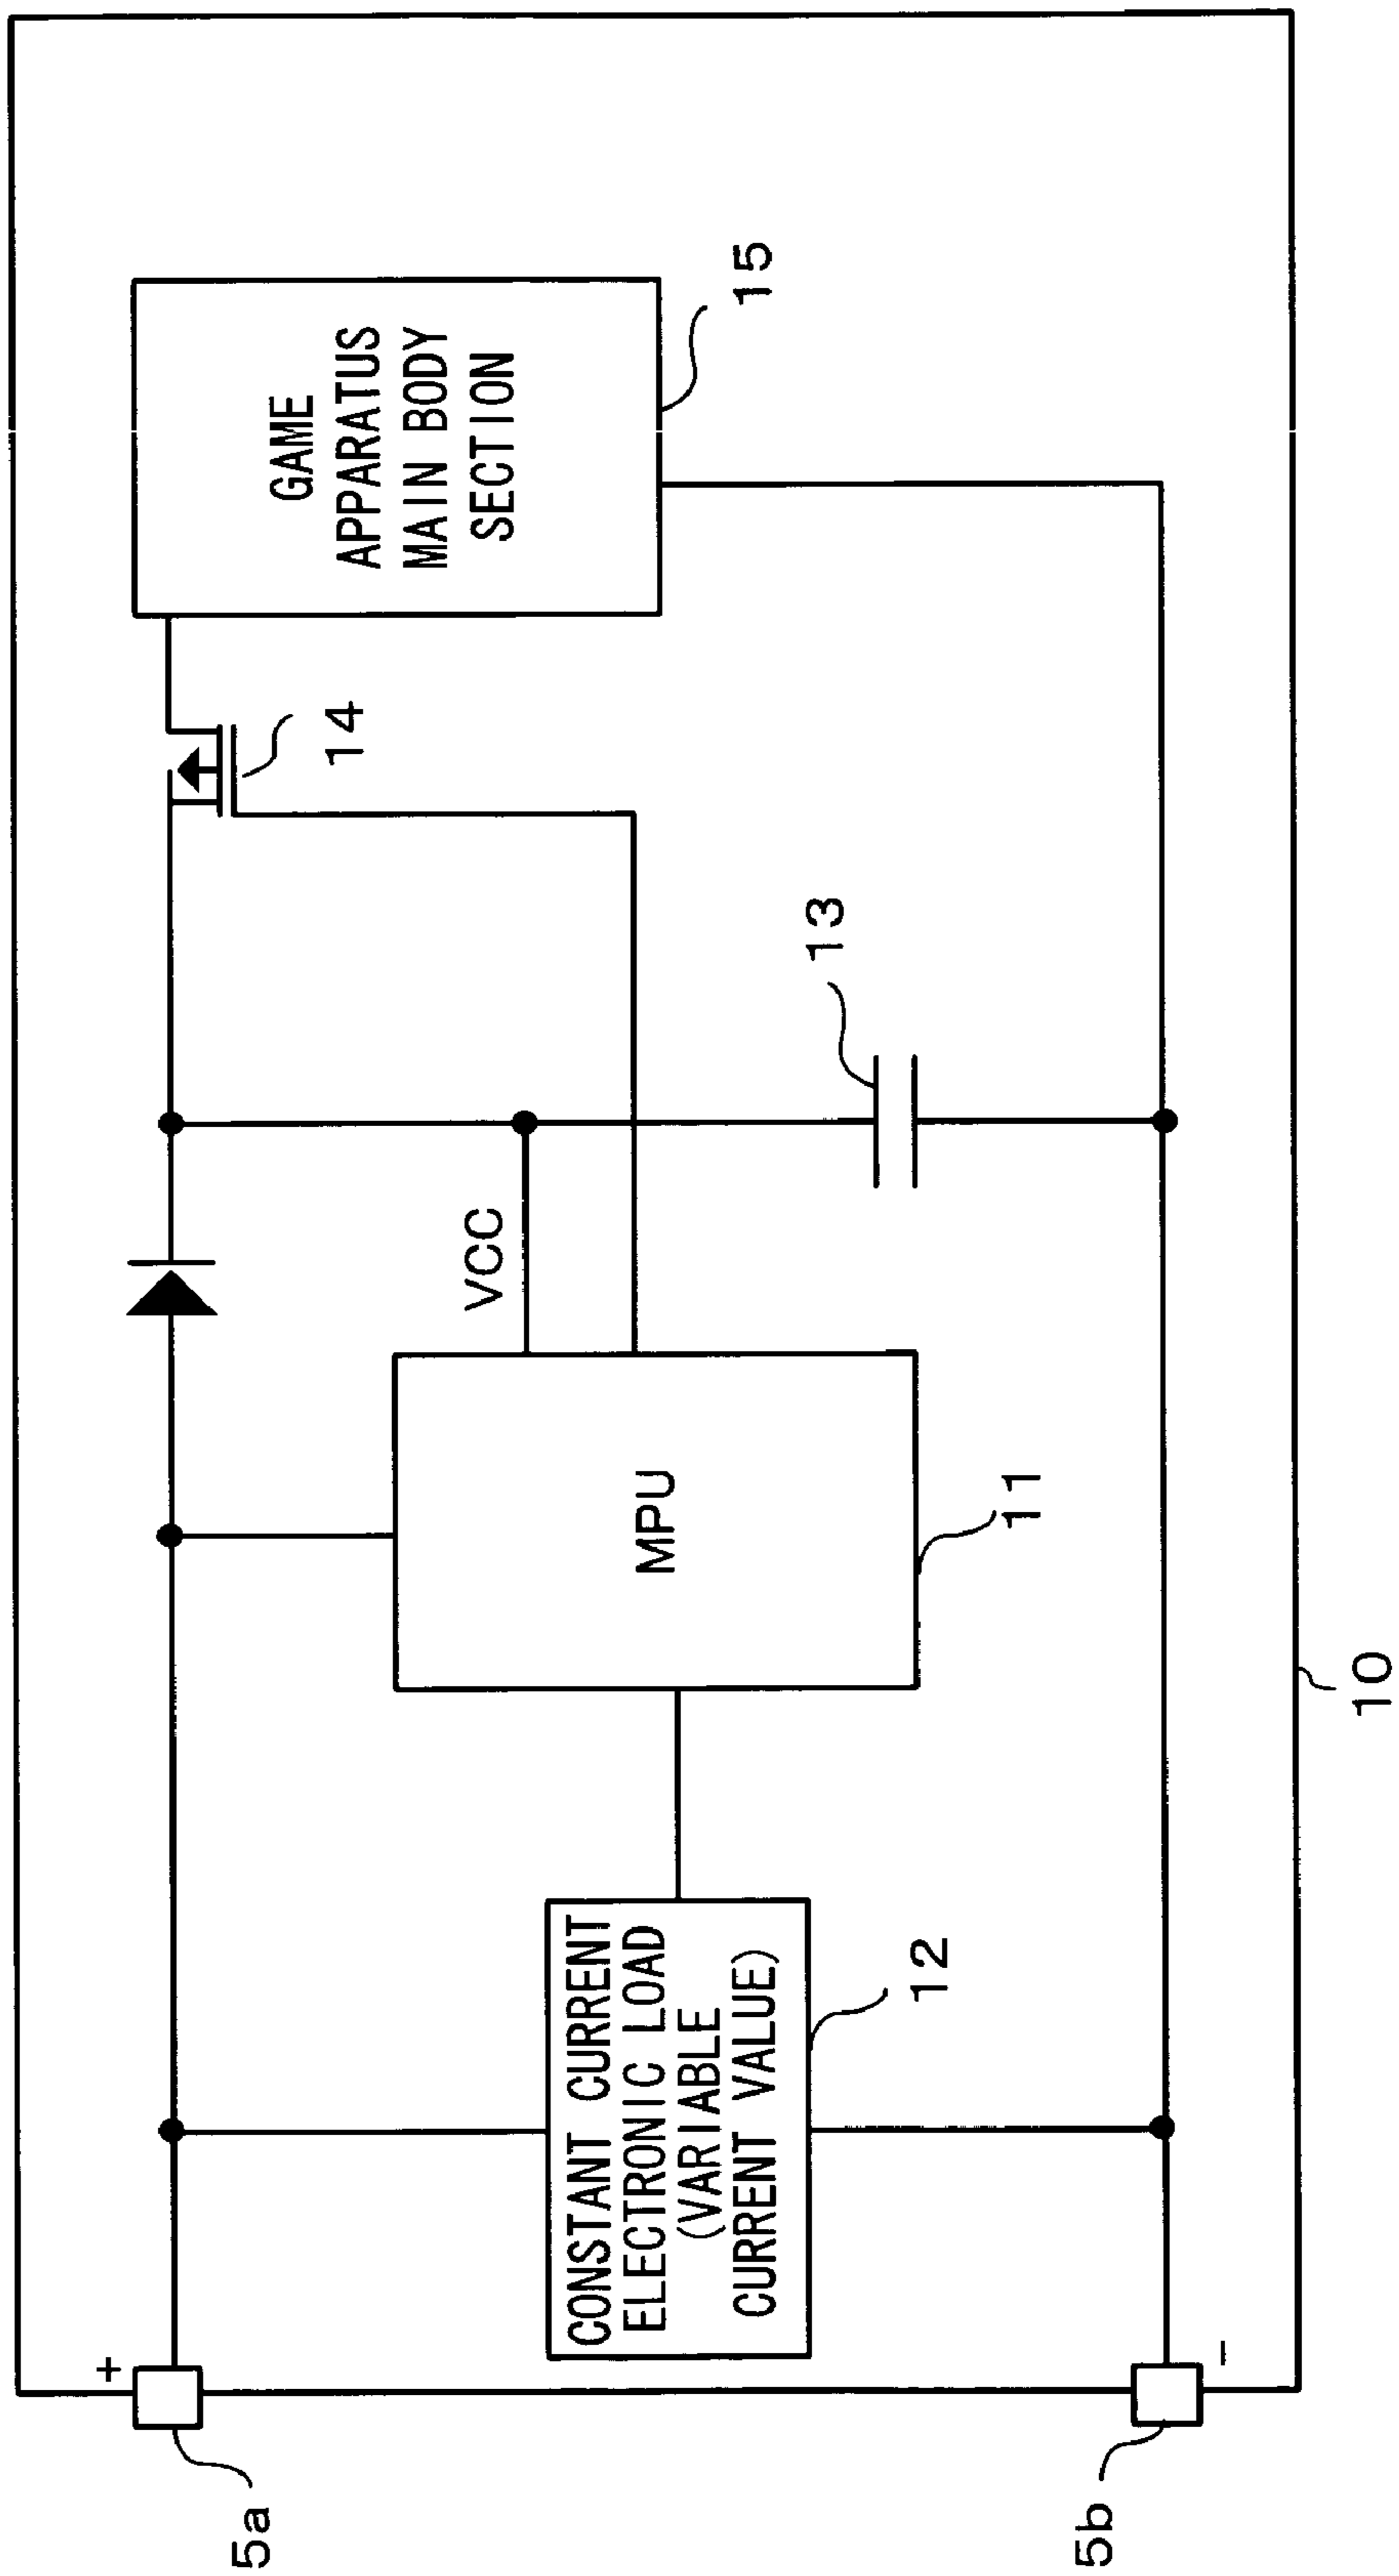 5a
+
CONSTANT CURRENT
ELECTRONIC LOAD
(VARIABLE
CURRENT VALUE)
12
MPU
11
VCC
13
14
GAME
APPARATUS
MAIN BODY
SECTION
15
5b
−
10